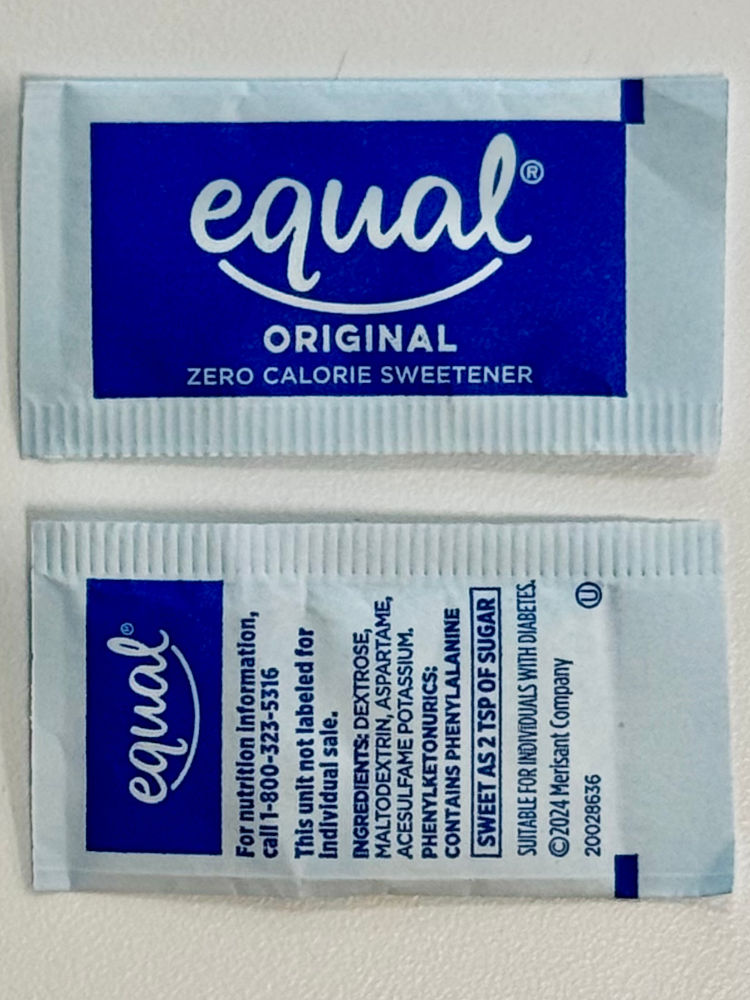 equal®
ORIGINAL
ZERO CALORIE SWEETENER
equal®
For nutrition information,
call 1-800-323-5316
This unit not labeled for
individual sale.
INGREDIENTS: DEXTROSE,
MALTODEXTRIN, ASPARTAME,
ACESULFAME POTASSIUM.
PHENYLKETONURICS:
CONTAINS PHENYLALANINE
SWEET AS 2 TSP OF SUGAR
SUITABLE FOR INDIVIDUALS WITH DIABETES.
©2024 Merisant Company
20028636
U